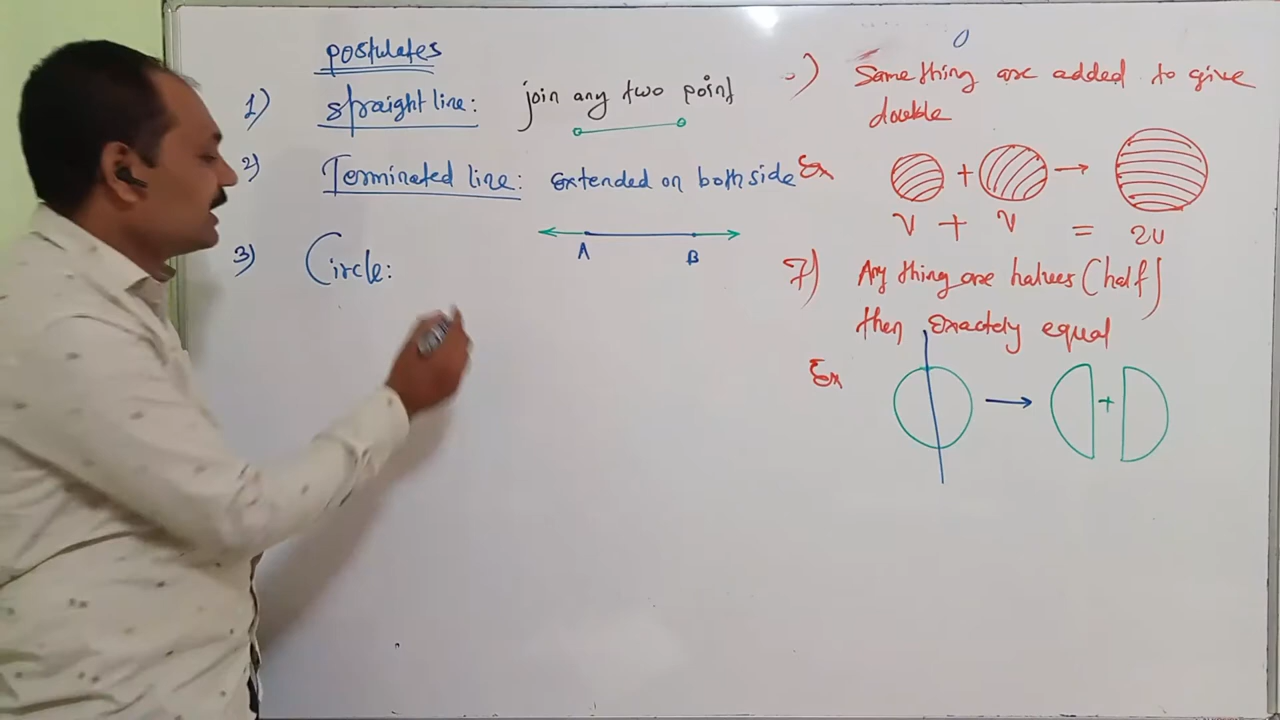 postulates
1) straight line: join any two point
2) Terminated line: extended on both side
A B
3) Circle:
Same thing are added to give
double
Ex + →
V + V = 2V
7) Any thing are halves (half)
then exactely equal
Ex → +